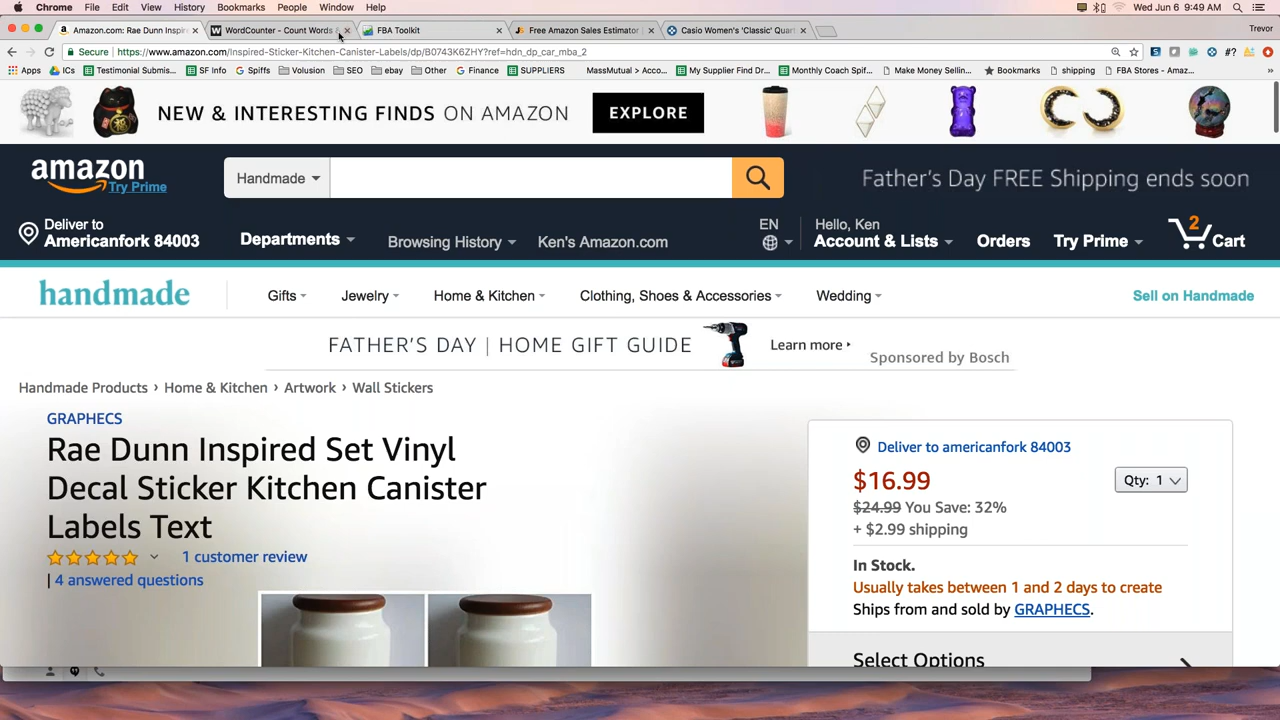 Chrome File Edit View History Bookmarks People Window Help
Wed Jun 6 9:49 AM
Amazon.com: Rae Dunn Inspi
WordCounter - Count Words
FBA Toolkit
Free Amazon Sales Estimator
Casio Women's 'Classic' Quart
Trevor
Secure https://www.amazon.com/Inspired-Sticker-Kitchen-Canister-Labels/dp/B0743K6ZHY?ref=hdn_dp_car_mba_2
Apps ICs Testimonial Submis... SF Info Spiffs Volusion SEO ebay Other Finance SUPPLIERS MassMutual > Acco... My Supplier Find Dr... Monthly Coach Spif... Make Money Sellin... Bookmarks shipping FBA Stores - Amaz...
NEW & INTERESTING FINDS ON AMAZON EXPLORE
amazon
Try Prime
Handmade
Father's Day FREE Shipping ends soon
Deliver to
Americanfork 84003
Departments Browsing History Ken's Amazon.com
EN
Hello, Ken
Account & Lists
Orders Try Prime
2
Cart
handmade Gifts Jewelry Home & Kitchen Clothing, Shoes & Accessories Wedding Sell on Handmade
FATHER'S DAY | HOME GIFT GUIDE Learn more
Sponsored by Bosch
Handmade Products › Home & Kitchen › Artwork › Wall Stickers
GRAPHECS
Rae Dunn Inspired Set Vinyl
Decal Sticker Kitchen Canister
Labels Text
1 customer review
| 4 answered questions
Deliver to americanfork 84003
$16.99
Qty: 1
$24.99 You Save: 32%
+ $2.99 shipping
In Stock.
Usually takes between 1 and 2 days to create
Ships from and sold by GRAPHECS.
Select Options